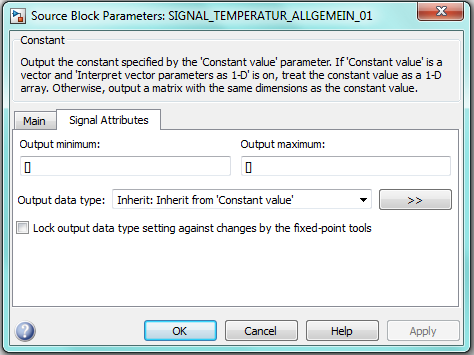 Source Block Parameters: SIGNAL_TEMPERATUR_ALLGEMEIN_01
Constant
Output the constant specified by the 'Constant value' parameter. If 'Constant value' is a
vector and 'Interpret vector parameters as 1-D' is on, treat the constant value as a 1-D
array. Otherwise, output a matrix with the same dimensions as the constant value.
Main Signal Attributes
Output minimum: Output maximum:
[] []
Output data type: Inherit: Inherit from 'Constant value' >>
Lock output data type setting against changes by the fixed-point tools
? OK Cancel Help Apply